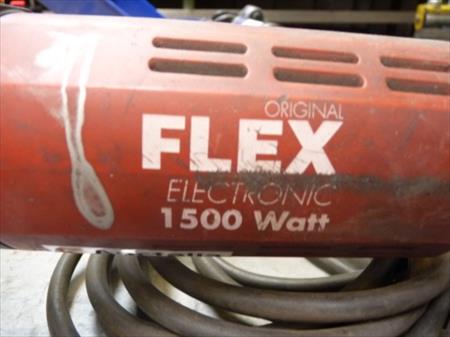 ORIGINAL
FLEX
ELECTRONIC
1500 Watt